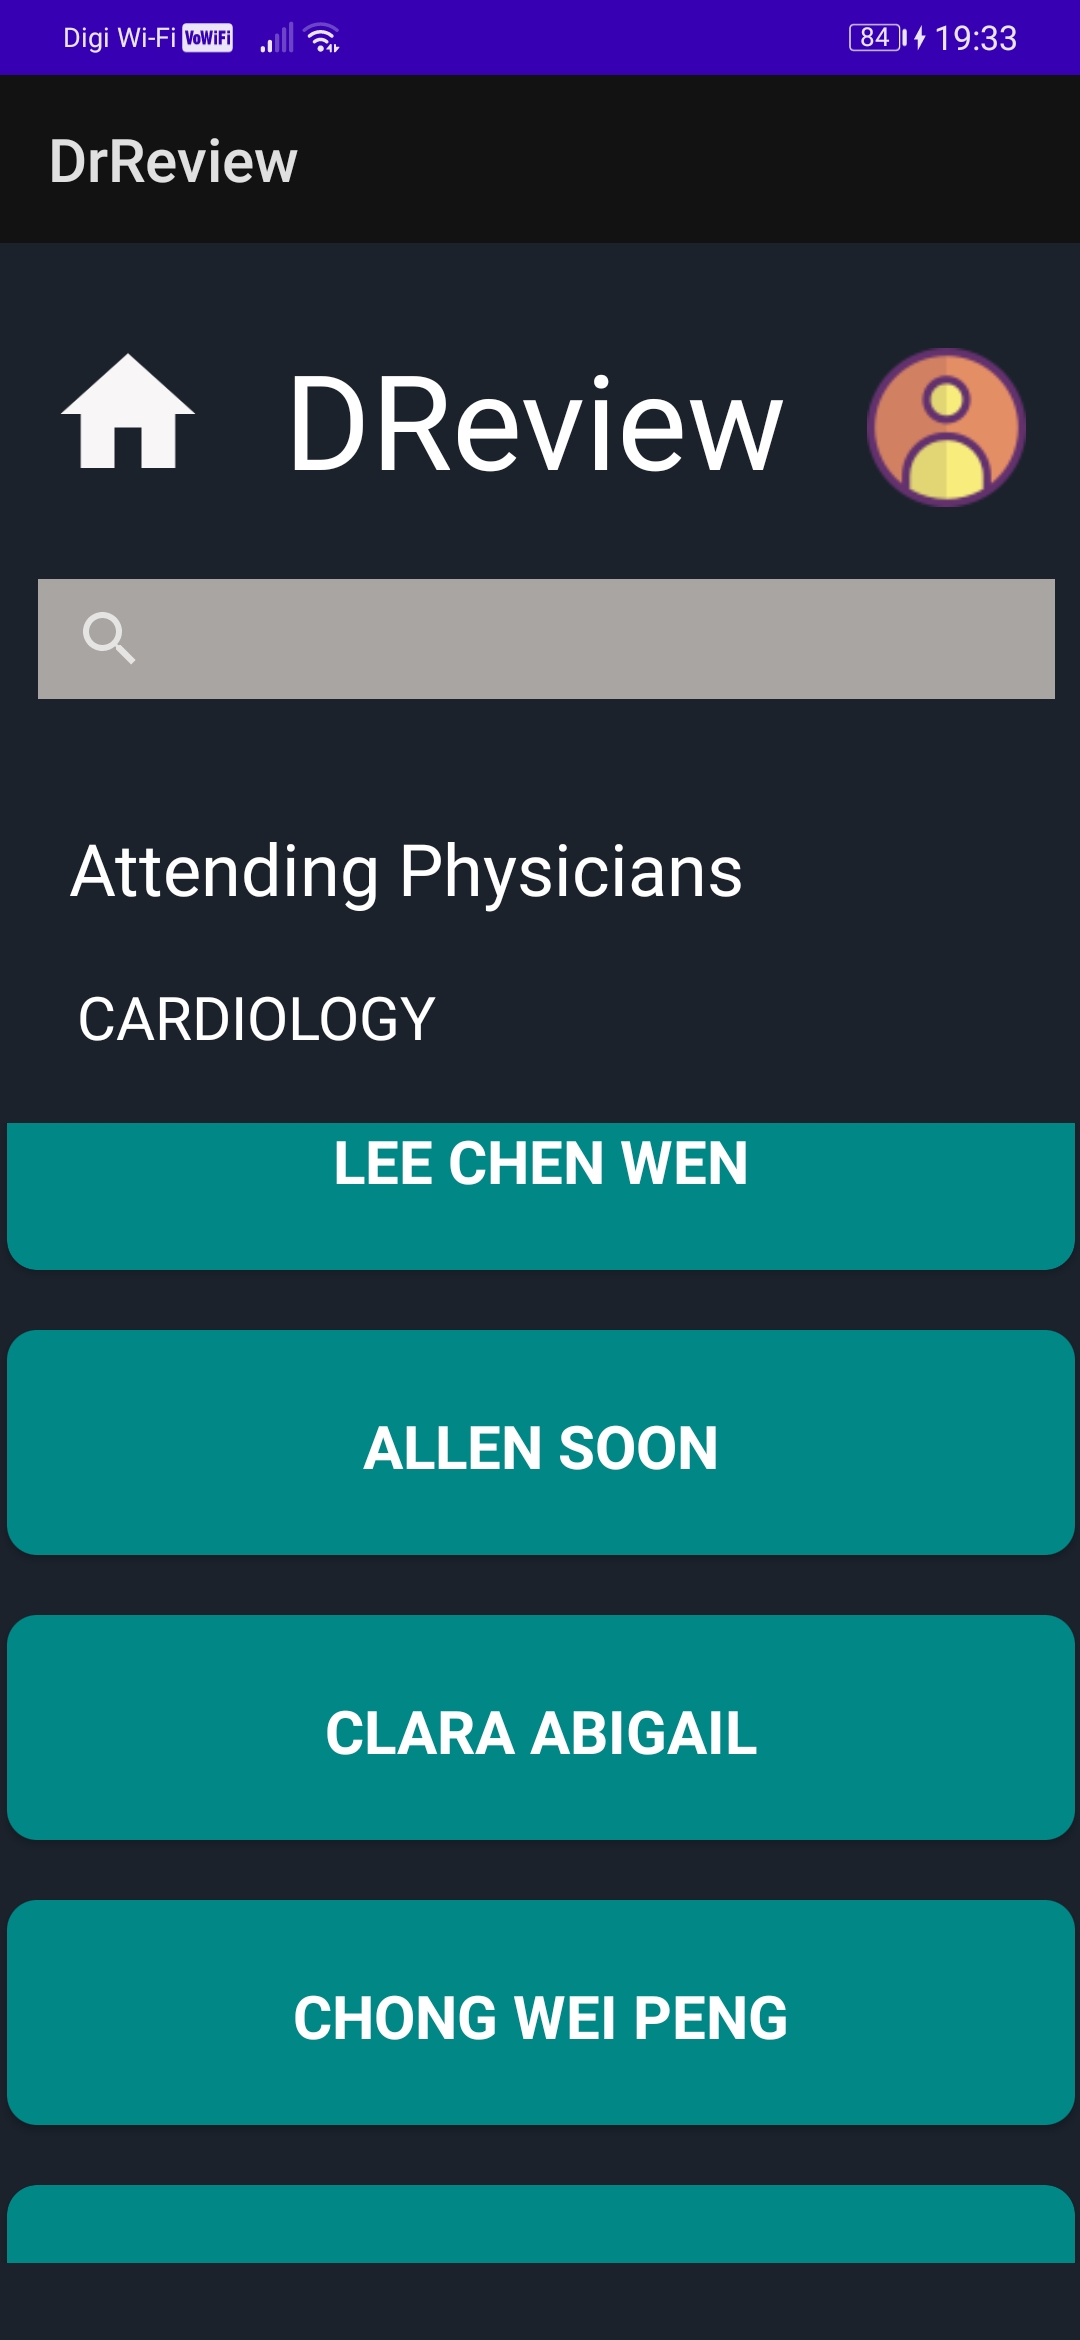 Digi Wi-Fi VoWiFi 84 19:33
DrReview
DReview
Attending Physicians
CARDIOLOGY
LEE CHEN WEN
ALLEN SOON
CLARA ABIGAIL
CHONG WEI PENG